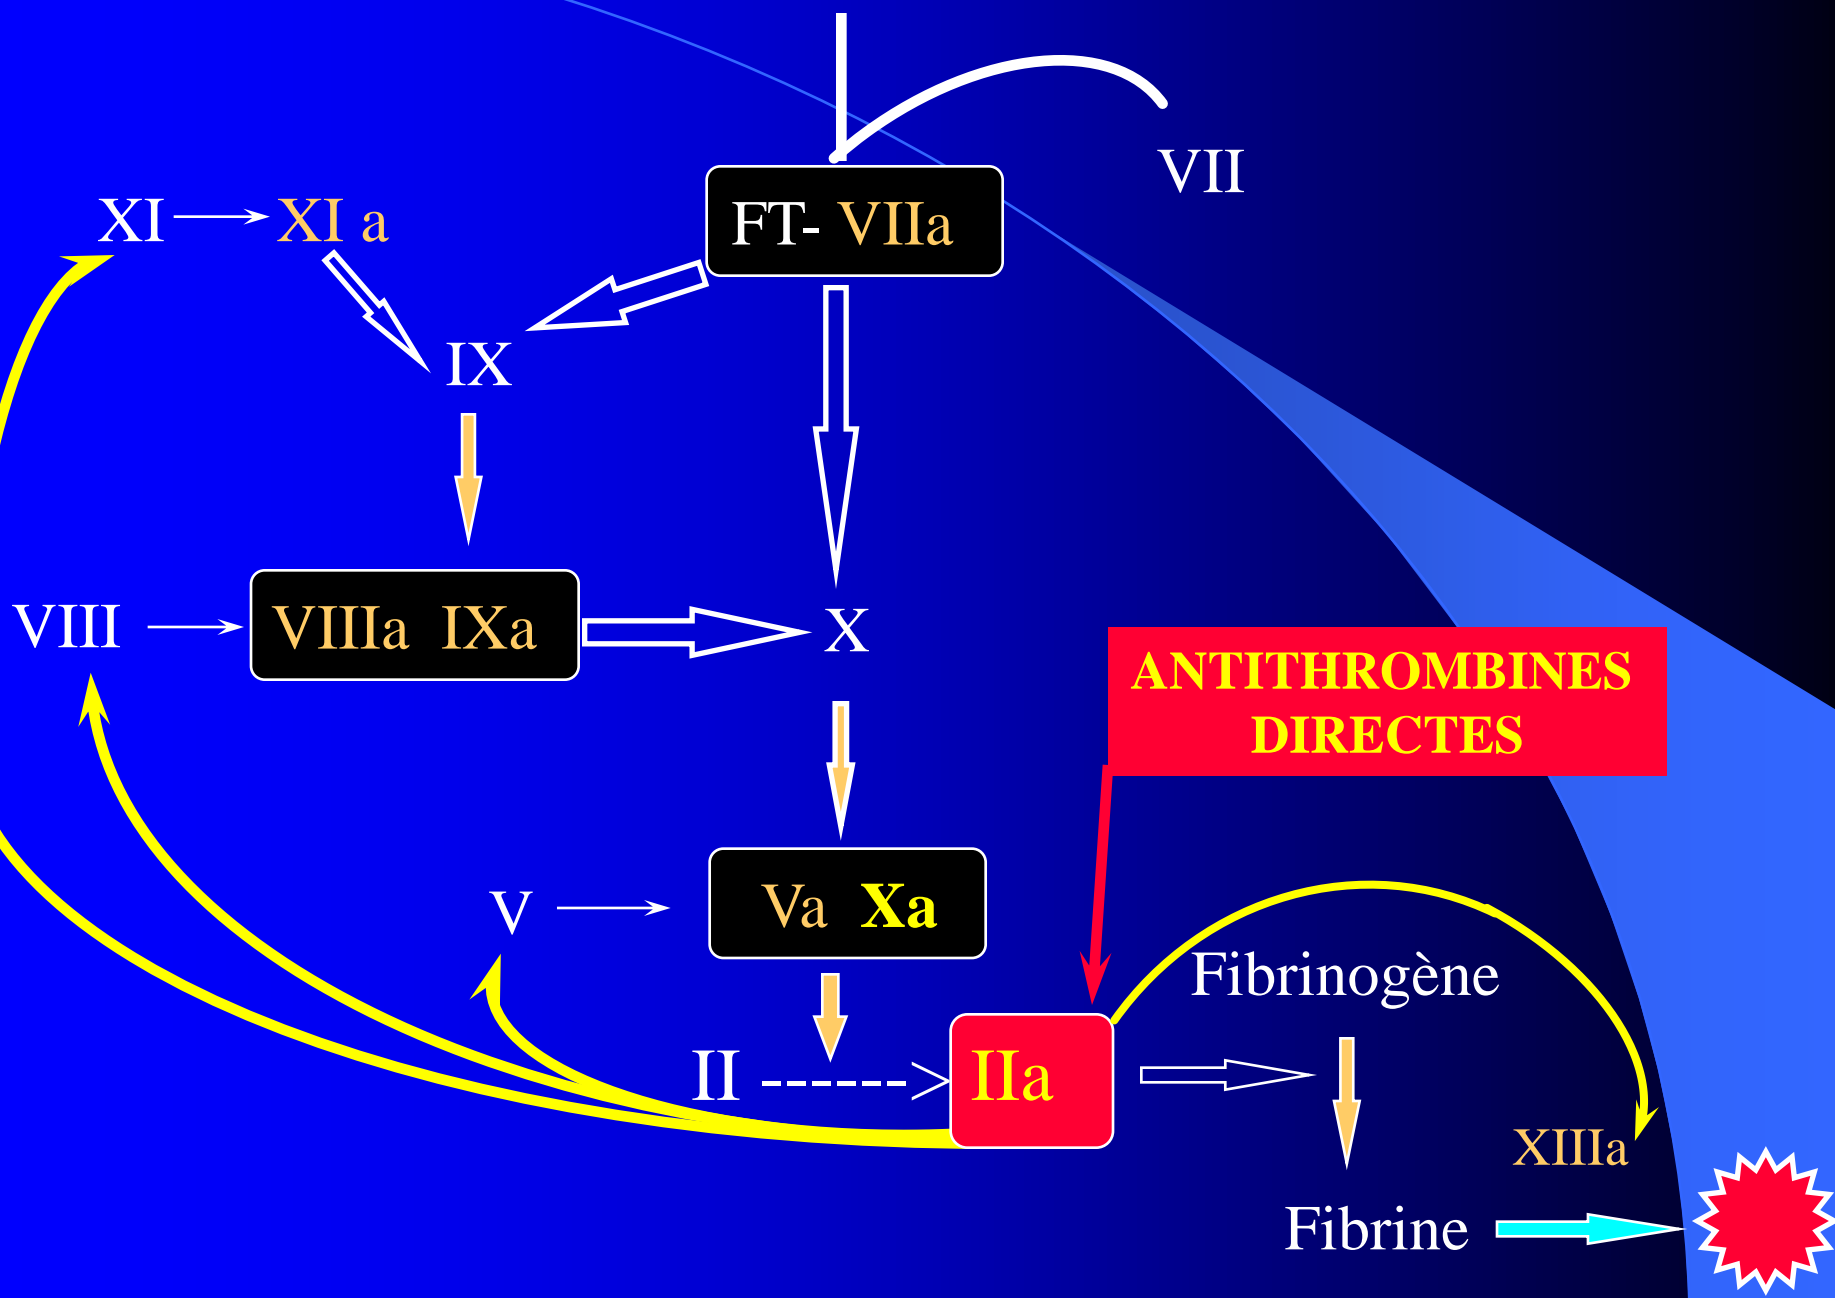 VII
XI XI a FT- VIIa
IX
VIII VIIIa IXa X
ANTITHROMBINES
DIRECTES
V Va Xa
Fibrinogène
II IIa
XIIIa
Fibrine